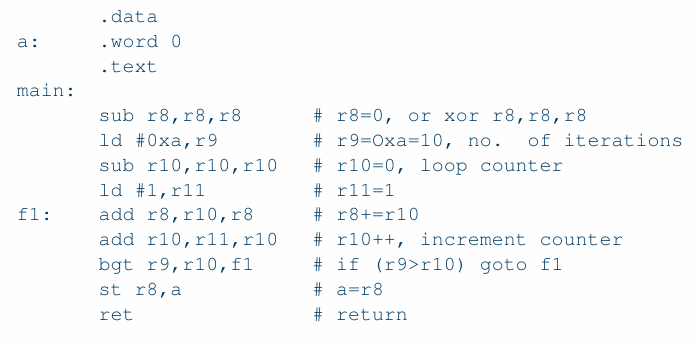 .data
a: .word 0
.text
main:
sub r8,r8,r8 # r8=0, or xor r8,r8,r8
ld #0xa,r9 # r9=Oxa=10, no. of iterations
sub r10,r10,r10 # r10=0, loop counter
ld #1,r11 # r11=1
f1: add r8,r10,r8 # r8+=r10
add r10,r11,r10 # r10++, increment counter
bgt r9,r10,f1 # if (r9>r10) goto f1
st r8,a # a=r8
ret # return